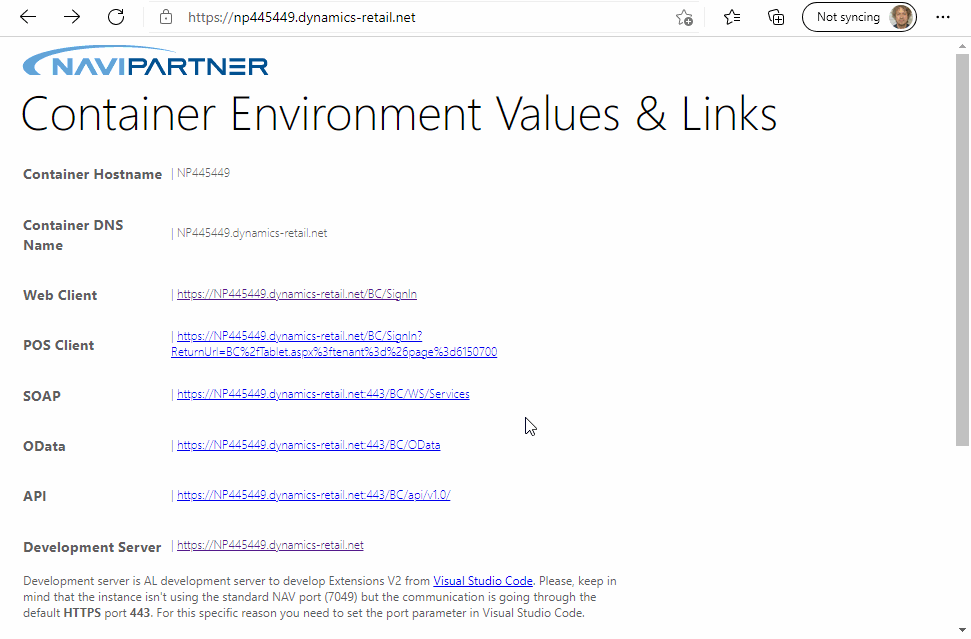 https://np445449.dynamics-retail.net
Not syncing
NAVIPARTNER
Container Environment Values & Links
Container Hostname | NP445449
Container DNS Name | NP445449.dynamics-retail.net
Web Client | https://NP445449.dynamics-retail.net/BC/SignIn
POS Client | https://NP445449.dynamics-retail.net/BC/SignIn?
ReturnUrl=BC%2fTablet.aspx%3ftenant%3d%26page%3d6150700
SOAP | https://NP445449.dynamics-retail.net:443/BC/WS/Services
OData | https://NP445449.dynamics-retail.net:443/BC/OData
API | https://NP445449.dynamics-retail.net:443/BC/api/v1.0/
Development Server | https://NP445449.dynamics-retail.net
Development server is AL development server to develop Extensions V2 from Visual Studio Code. Please, keep in
mind that the instance isn't using the standard NAV port (7049) but the communication is going through the
default HTTPS port 443. For this specific reason you need to set the port parameter in Visual Studio Code.